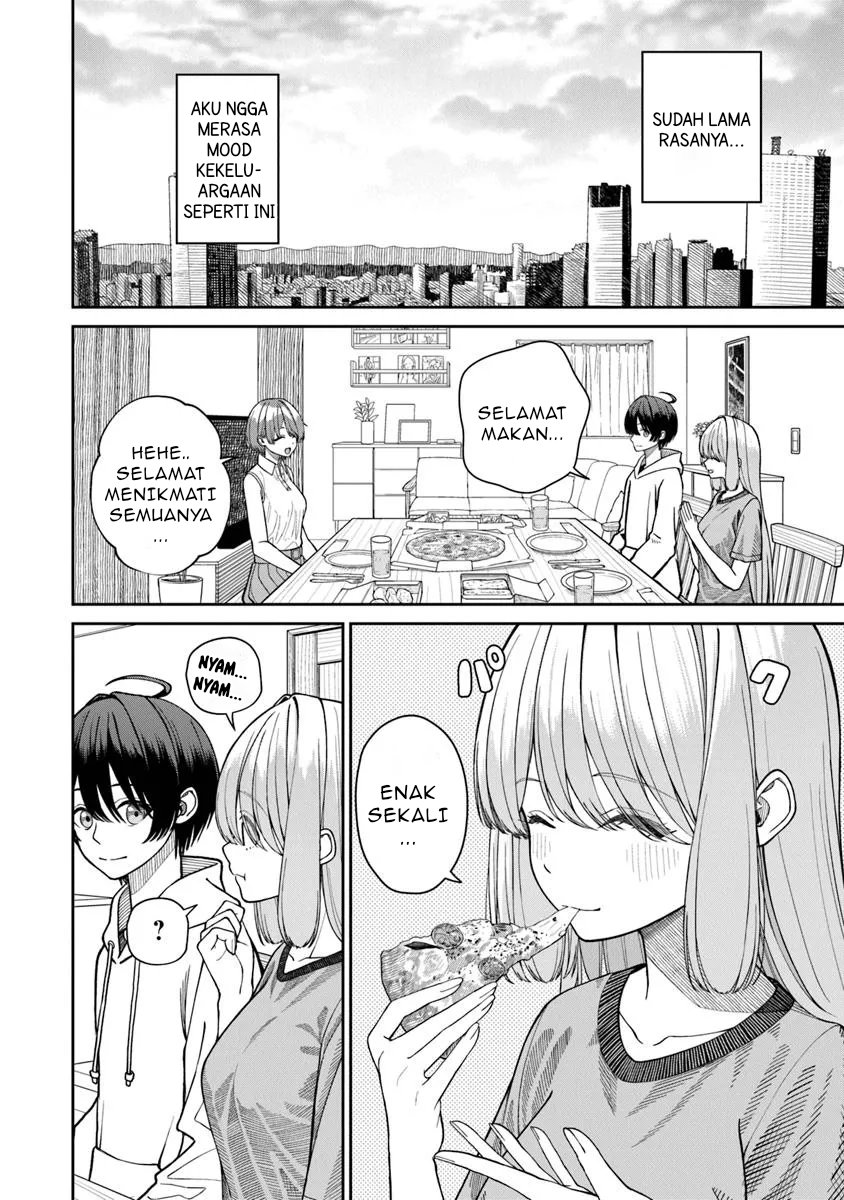 SUDAH LAMA
RASANYA...
AKU NGGA
MERASA
MOOD
KEKELU-
ARGAAN
SEPERTI INI
SELAMAT
MAKAN...
HEHE..
SELAMAT
MENIKMATI
SEMUANYA
...
パク
ENAK
SEKALI
...
NYAM...
NYAM...
?